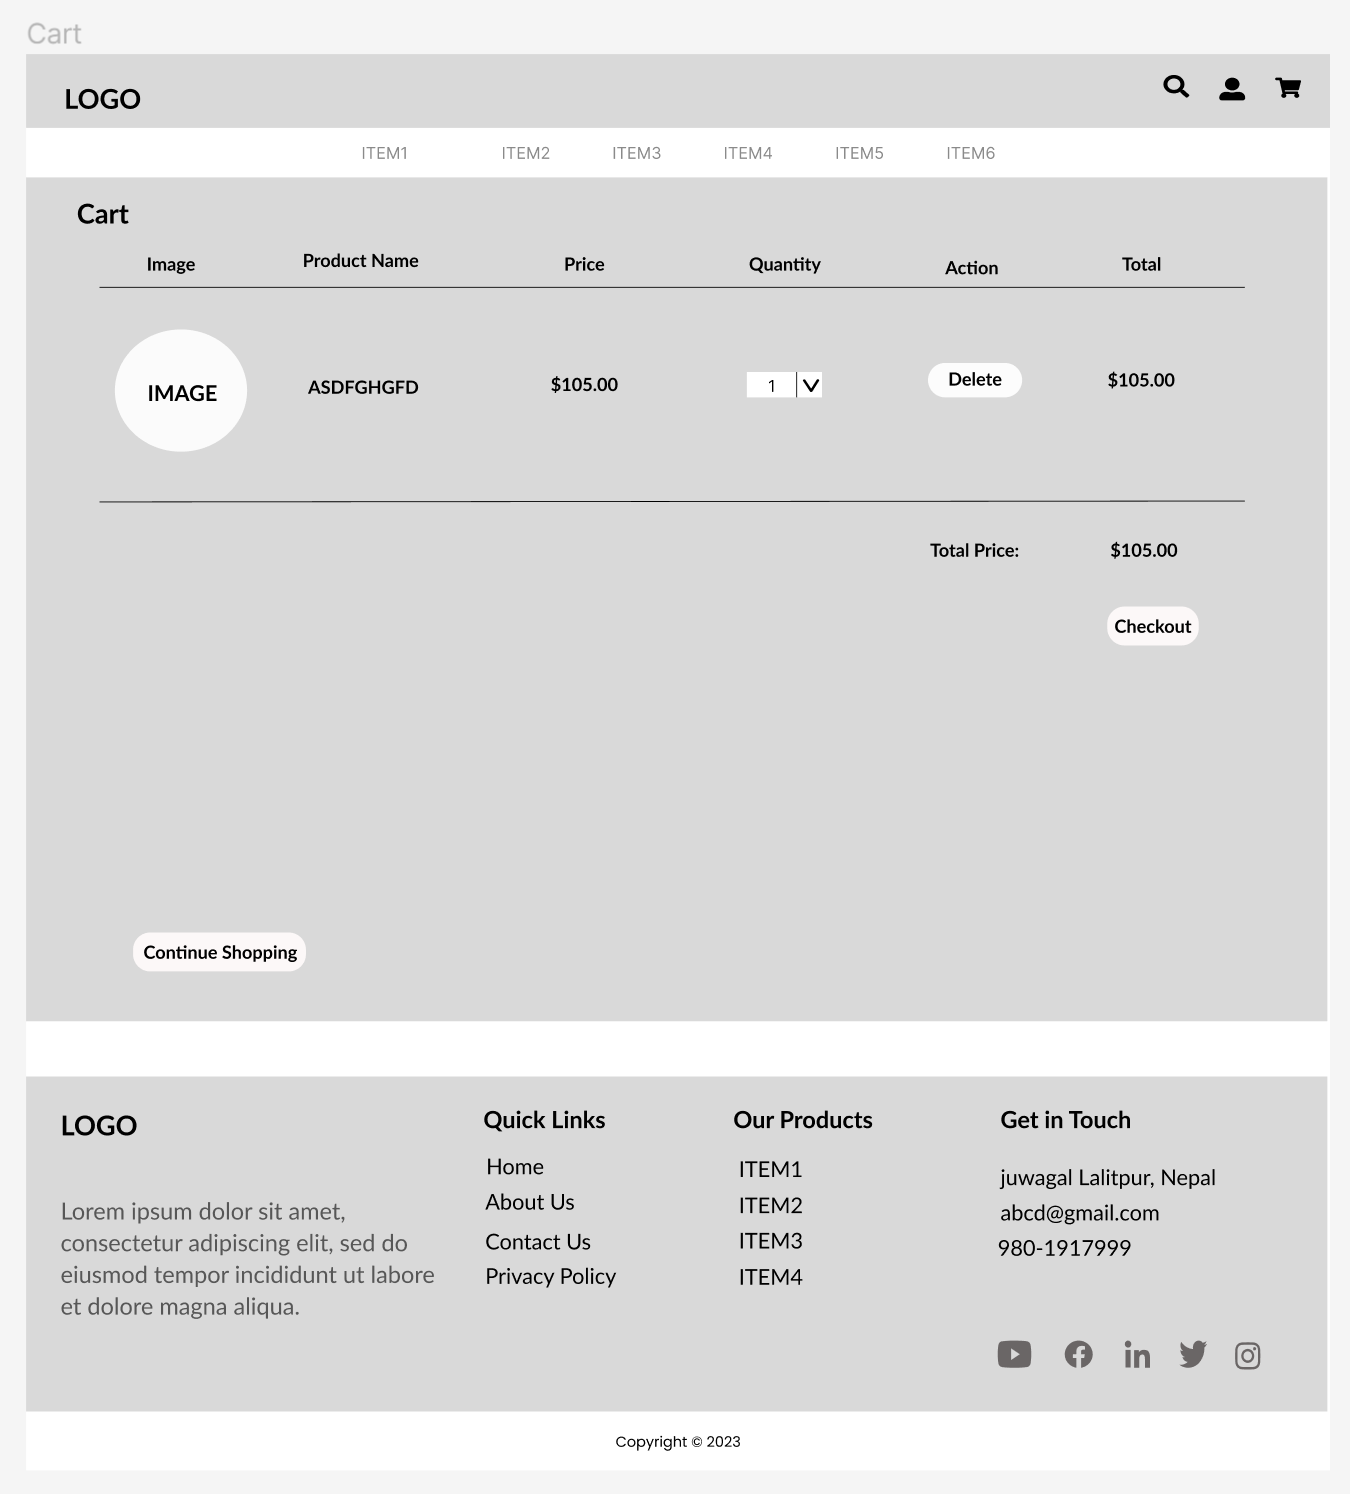 Cart
LOGO
ITEM1 ITEM2 ITEM3 ITEM4 ITEM5 ITEM6
Cart
Image Product Name Price Quantity Action Total
IMAGE ASDFGHGFD $105.00 1 Delete $105.00
Total Price: $105.00
Checkout
Continue Shopping
LOGO
Lorem ipsum dolor sit amet,
consectetur adipiscing elit, sed do
eiusmod tempor incididunt ut labore
et dolore magna aliqua.
Quick Links
Home
About Us
Contact Us
Privacy Policy
Our Products
ITEM1
ITEM2
ITEM3
ITEM4
Get in Touch
juwagal Lalitpur, Nepal
abcd@gmail.com
980-1917999
Copyright © 2023